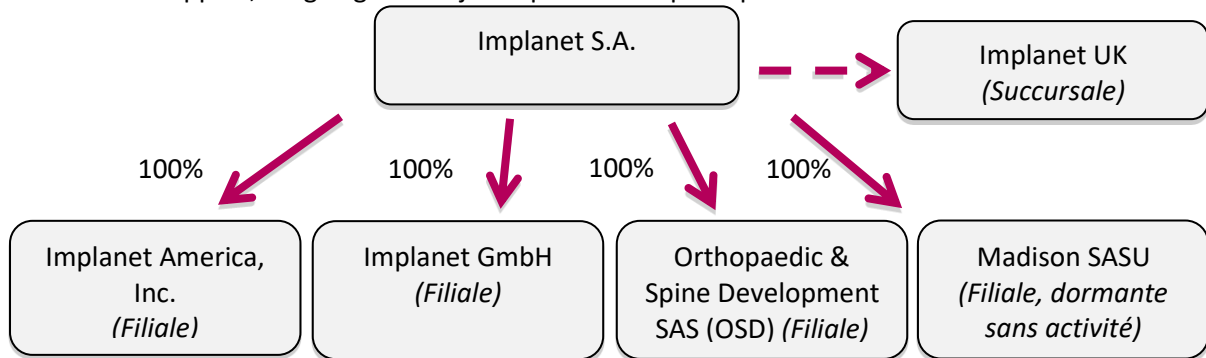 Implanet S.A.
Implanet UK
(Succursale)
100%
100%
100%
100%
Implanet America,
Inc.
(Filiale)
Implanet GmbH
(Filiale)
Orthopaedic &
Spine Development
SAS (OSD) (Filiale)
Madison SASU
(Filiale, dormante
sans activité)